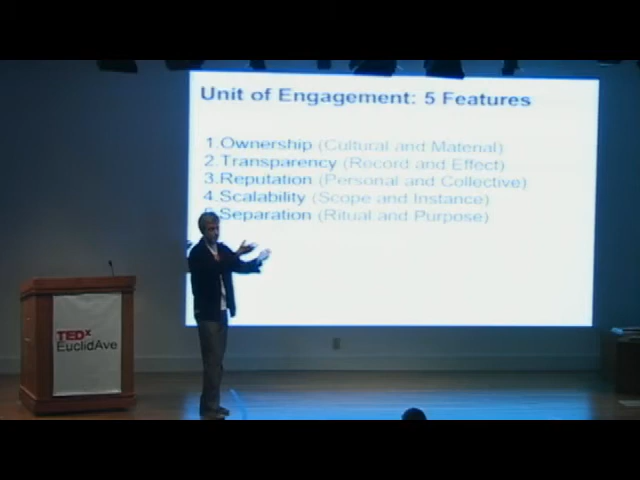 Unit of Engagement: 5 Features
1.Ownership (Cultural and Material)
2.Transparency (Record and Effect)
3.Reputation (Personal and Collective)
4.Scalability (Scope and Instance)
5.Separation (Ritual and Purpose)
TEDx
EuclidAve